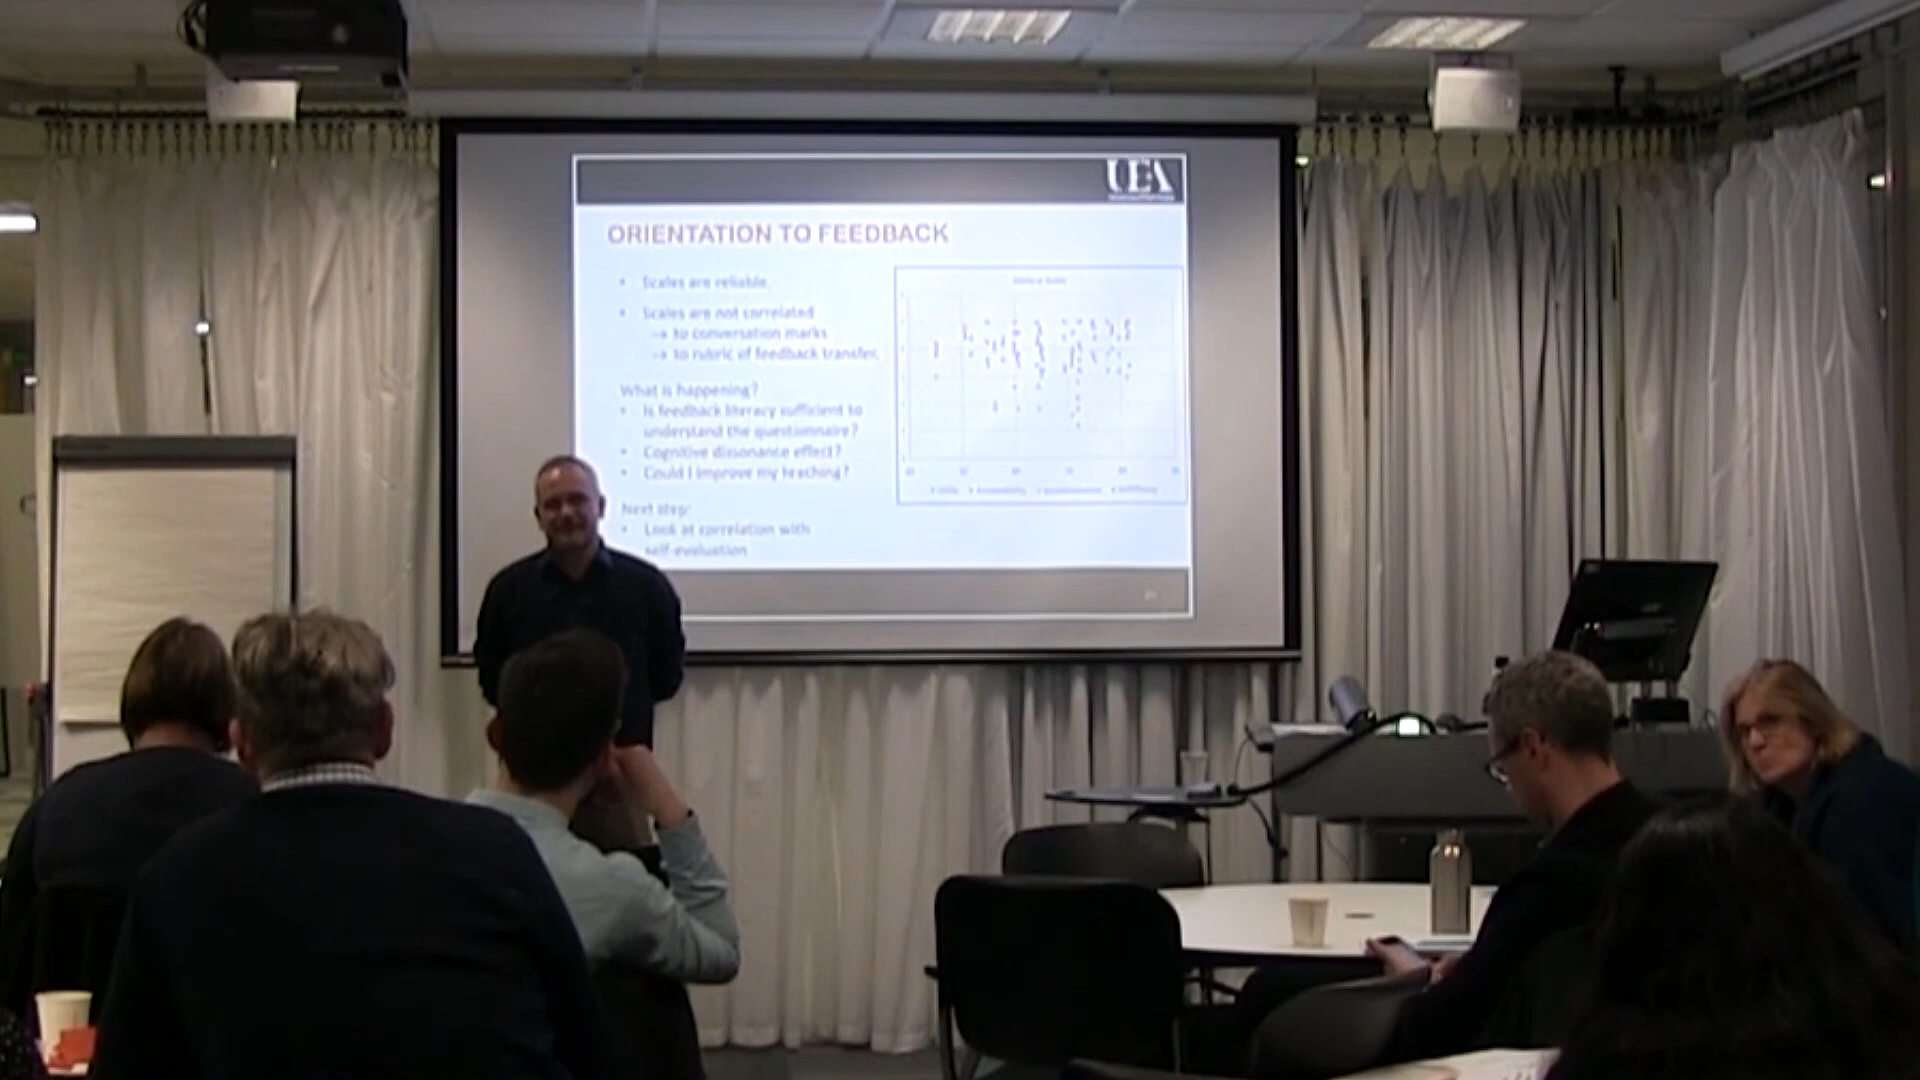 UEA
ORIENTATION TO FEEDBACK
• Scales are reliable.
• Scales are not correlated
→ to conversation marks
→ to rubric of feedback transfer.
What is happening?
• Is feedback literacy sufficient to
understand the questionnaire?
• Cognitive dissonance effect?
• Could I improve my teaching?
Next step:
• Look at correlation with
self-evaluation